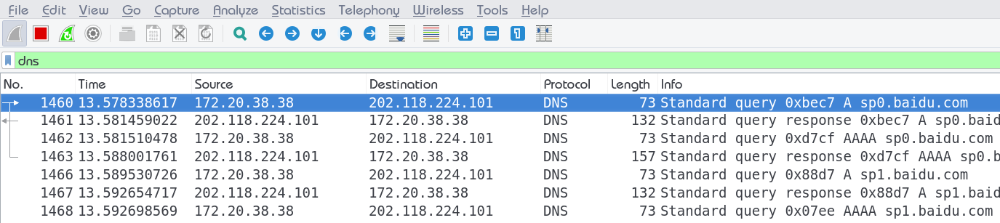 File Edit View Go Capture Analyze Statistics Telephony Wireless Tools Help
dns
No. Time Source Destination Protocol Length Info
1460 13.578338617 172.20.38.38 202.118.224.101 DNS 73 Standard query 0xbec7 A sp0.baidu.com
1461 13.581459022 202.118.224.101 172.20.38.38 DNS 132 Standard query response 0xbec7 A sp0.baid
1462 13.581510478 172.20.38.38 202.118.224.101 DNS 73 Standard query 0xd7cf AAAA sp0.baidu.com
1463 13.588001761 202.118.224.101 172.20.38.38 DNS 157 Standard query response 0xd7cf AAAA sp0.b
1466 13.589530726 172.20.38.38 202.118.224.101 DNS 73 Standard query 0x88d7 A sp1.baidu.com
1467 13.592654717 202.118.224.101 172.20.38.38 DNS 132 Standard query response 0x88d7 A sp1.baid
1468 13.592698569 172.20.38.38 202.118.224.101 DNS 73 Standard query 0x07ee AAAA sp1.baidu.com